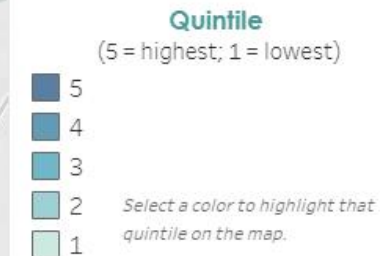 Quintile
(5 = highest; 1 = lowest)
5
4
3
2
Select a color to highlight that
quintile on the map.
1